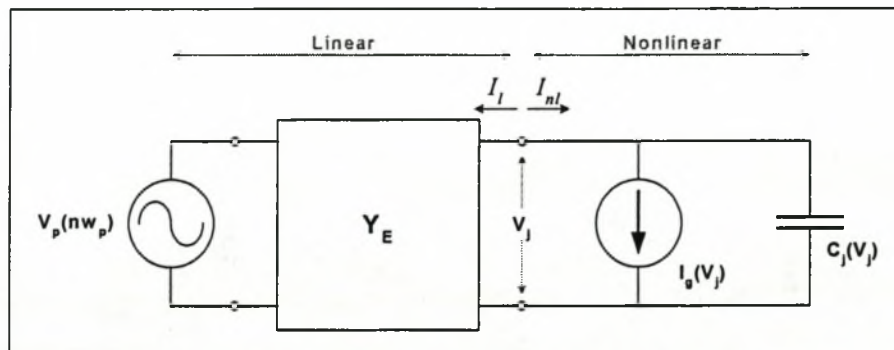 Linear Nonlinear
I_l I_nl
V_p(nw_p) Y_E V_j I_g(V_j) C_j(V_j)